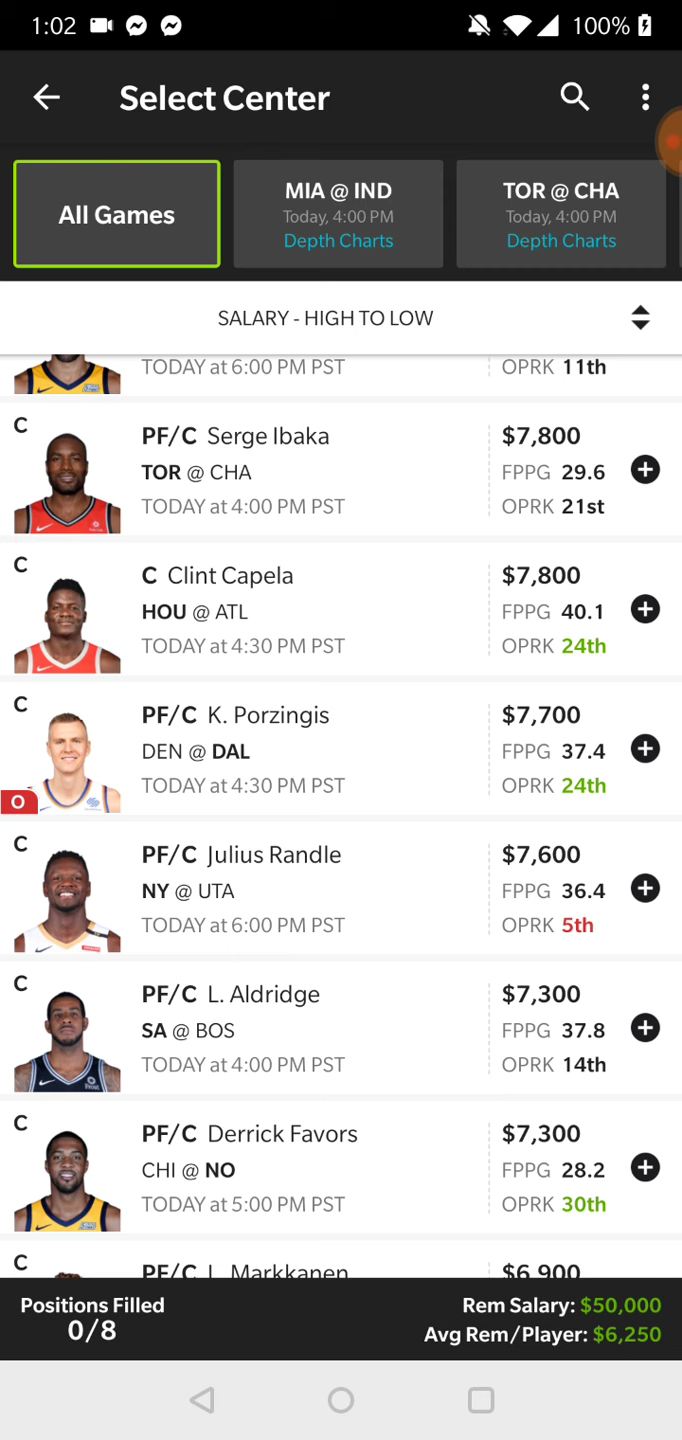 1:02 100%
Select Center
All Games
MIA @ IND
Today, 4:00 PM
Depth Charts
TOR @ CHA
Today, 4:00 PM
Depth Charts
SALARY - HIGH TO LOW
TODAY at 6:00 PM PST
OPRK 11th
C
PF/C Serge Ibaka
TOR @ CHA
TODAY at 4:00 PM PST
$7,800
FPPG 29.6
OPRK 21st
C
C Clint Capela
HOU @ ATL
TODAY at 4:30 PM PST
$7,800
FPPG 40.1
OPRK 24th
C
O
PF/C K. Porzingis
DEN @ DAL
TODAY at 4:30 PM PST
$7,700
FPPG 37.4
OPRK 24th
C
PF/C Julius Randle
NY @ UTA
TODAY at 6:00 PM PST
$7,600
FPPG 36.4
OPRK 5th
C
PF/C L. Aldridge
SA @ BOS
TODAY at 4:00 PM PST
$7,300
FPPG 37.8
OPRK 14th
C
PF/C Derrick Favors
CHI @ NO
TODAY at 5:00 PM PST
$7,300
FPPG 28.2
OPRK 30th
C
PF/C L. Markkanen
$6,900
Positions Filled
0/8
Rem Salary: $50,000
Avg Rem/Player: $6,250